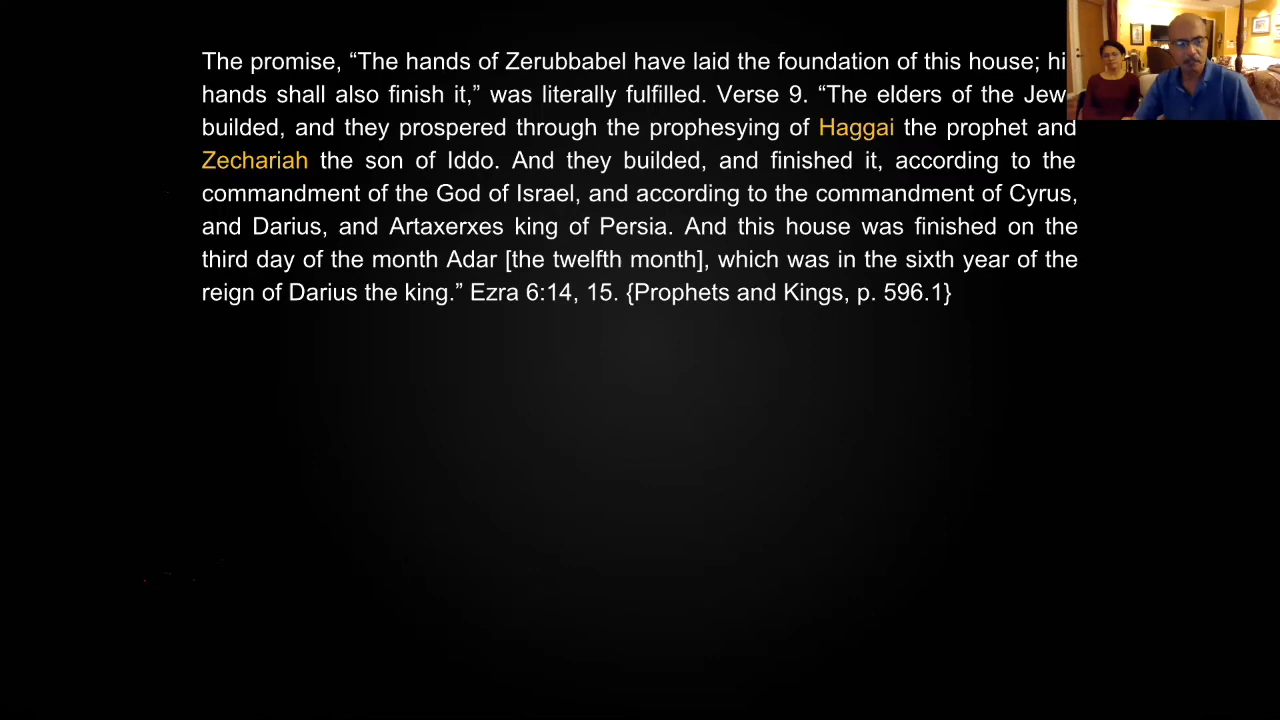 The promise, “The hands of Zerubbabel have laid the foundation of this house; hi
hands shall also finish it,” was literally fulfilled. Verse 9. “The elders of the Jew
builded, and they prospered through the prophesying of Haggai the prophet and
Zechariah the son of Iddo. And they builded, and finished it, according to the
commandment of the God of Israel, and according to the commandment of Cyrus,
and Darius, and Artaxerxes king of Persia. And this house was finished on the
third day of the month Adar [the twelfth month], which was in the sixth year of the
reign of Darius the king.” Ezra 6:14, 15. {Prophets and Kings, p. 596.1}